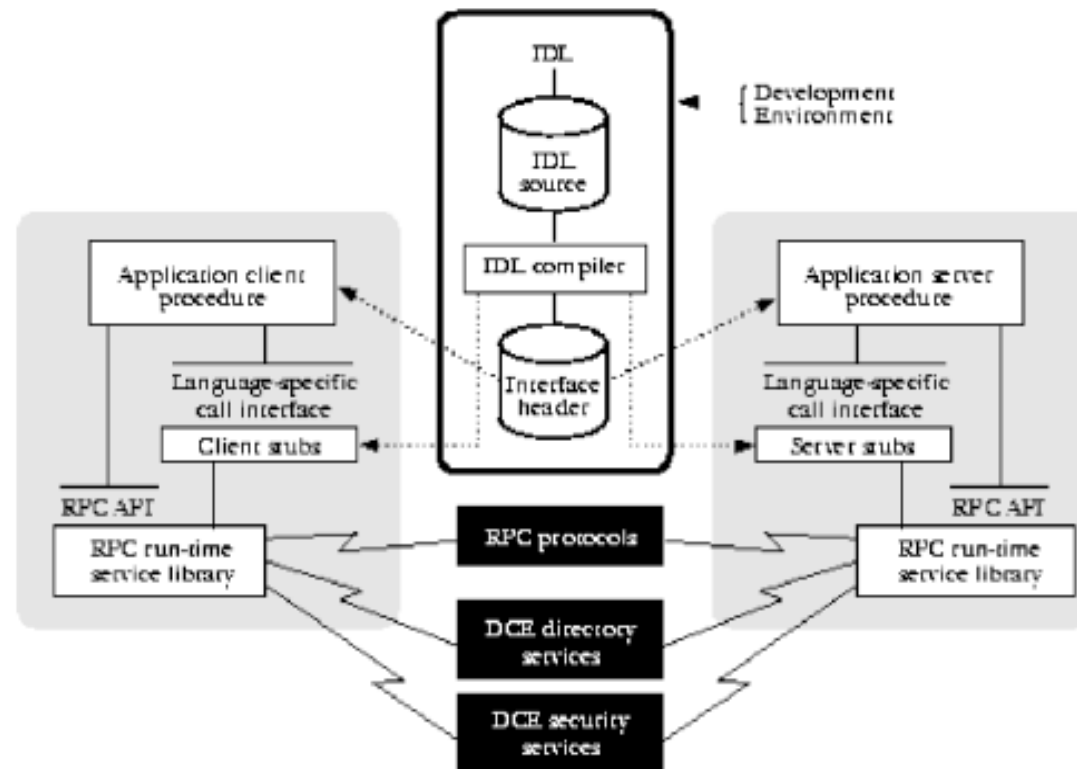 IDL
Development
Environment
IDL
source
IDL compiler
Interface
header
Application client
procedure
Language-specific
call interface
Client stubs
RPC API
RPC run-time
service library
Application server
procedure
Language-specific
call interface
Server stubs
RPC API
RPC run-time
service library
RPC protocols
DCE directory
services
DCE security
services